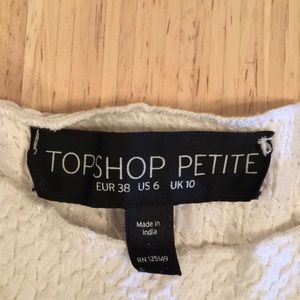 TOPSHOP PETITE
EUR 38 US 6 UK 10
Made in
India
RN 125149